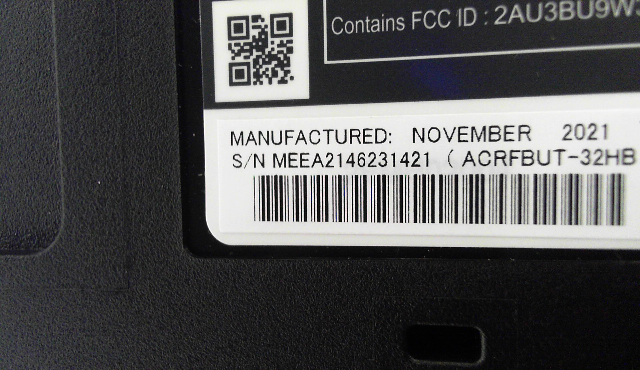 Contains FCC ID : 2AU3BU9W
MANUFACTURED: NOVEMBER 2021
S/N MEEA2146231421 ( ACRFBUT-32HB